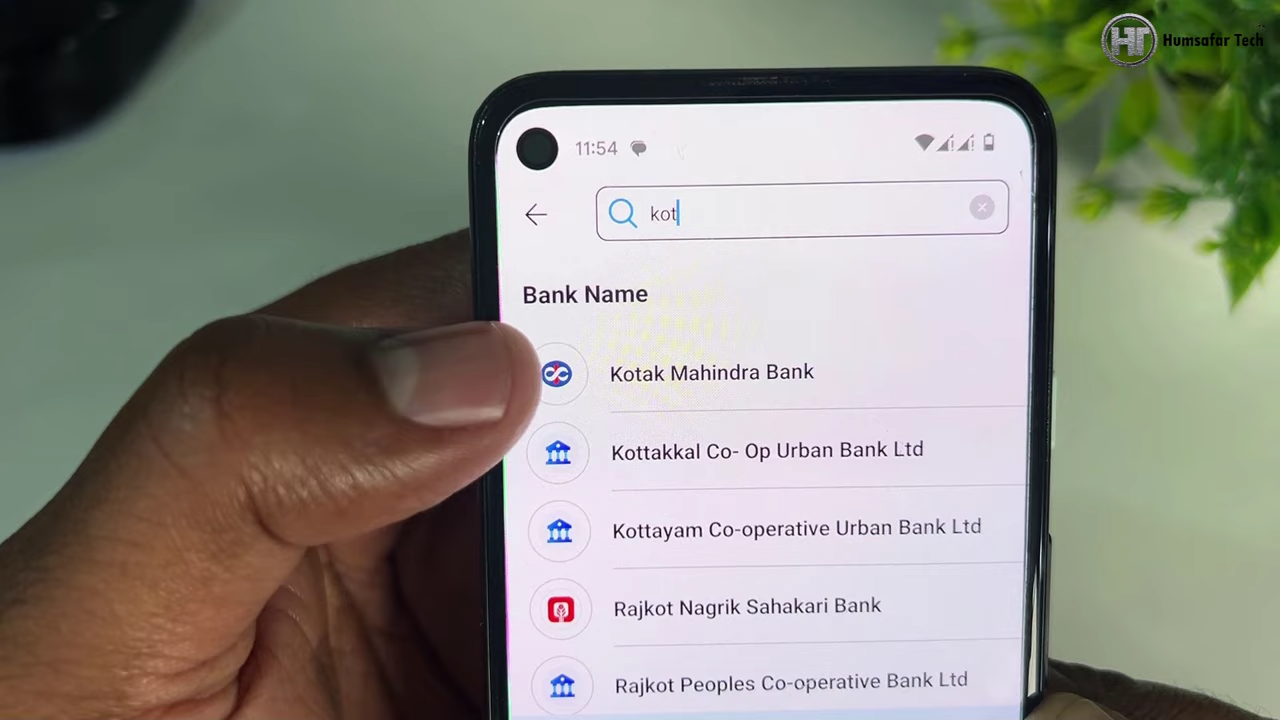 HT Humsafar Tech
11:54
kot
Bank Name
Kotak Mahindra Bank
Kottakkal Co- Op Urban Bank Ltd
Kottayam Co-operative Urban Bank Ltd
Rajkot Nagrik Sahakari Bank
Rajkot Peoples Co-operative Bank Ltd